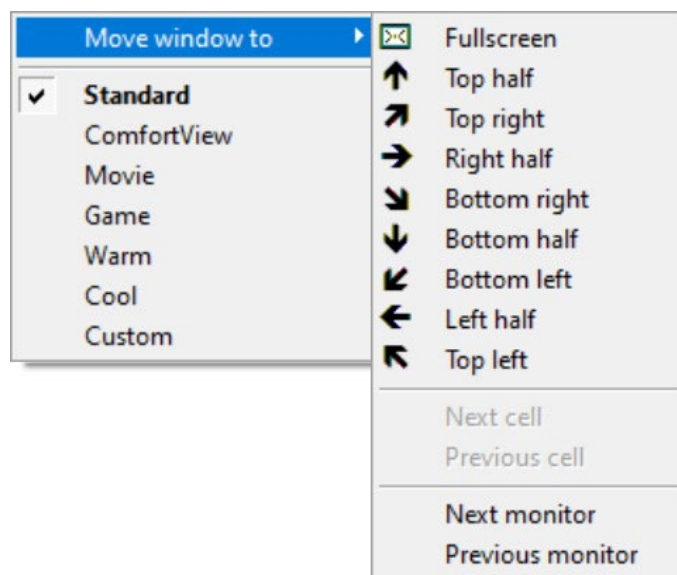 Move window to
Standard
ComfortView
Movie
Game
Warm
Cool
Custom
Fullscreen
Top half
Top right
Right half
Bottom right
Bottom half
Bottom left
Left half
Top left
Next cell
Previous cell
Next monitor
Previous monitor